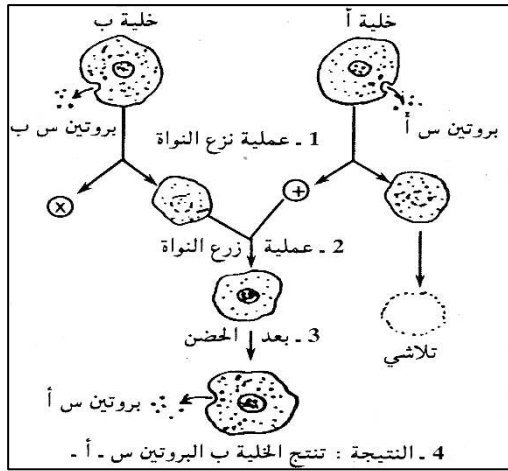 خلية أ
خلية ب
بروتين س أ
بروتين س ب
1 ـ عملية نزع النواة
+
x
2 ـ عملية زرع النواة
تلاشي
3 ـ بعد الحضن
بروتين س أ
4 ـ النتيجة : تنتج الخلية ب البروتين س ـ أ ـ